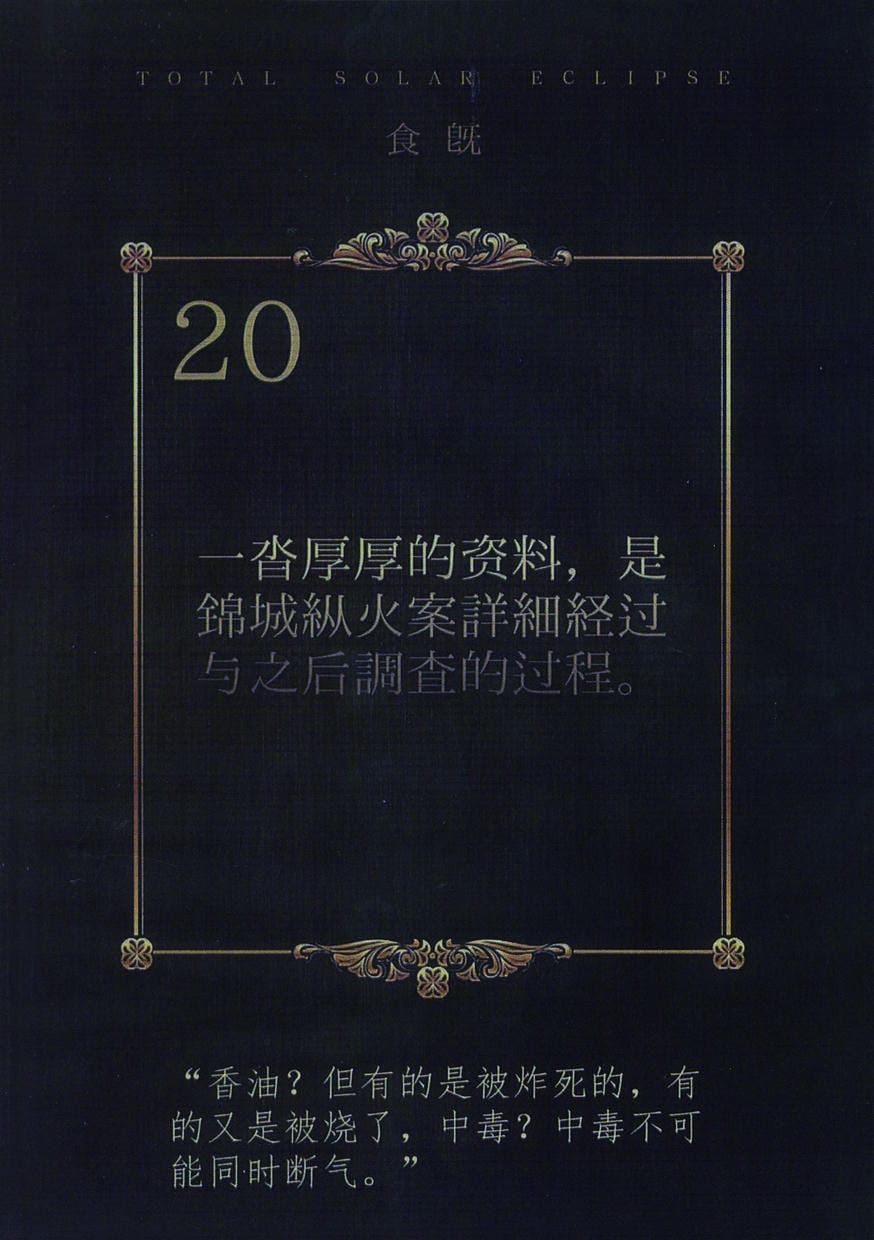 TOTAL SOLAR ECLIPSE
食既
20
一沓厚厚的资料，是
錦城縱火案詳細経过
与之后調査的过程。
“香油？但有的是被炸死的，有
的又是被烧了，中毒？中毒不可
能同时断气。”